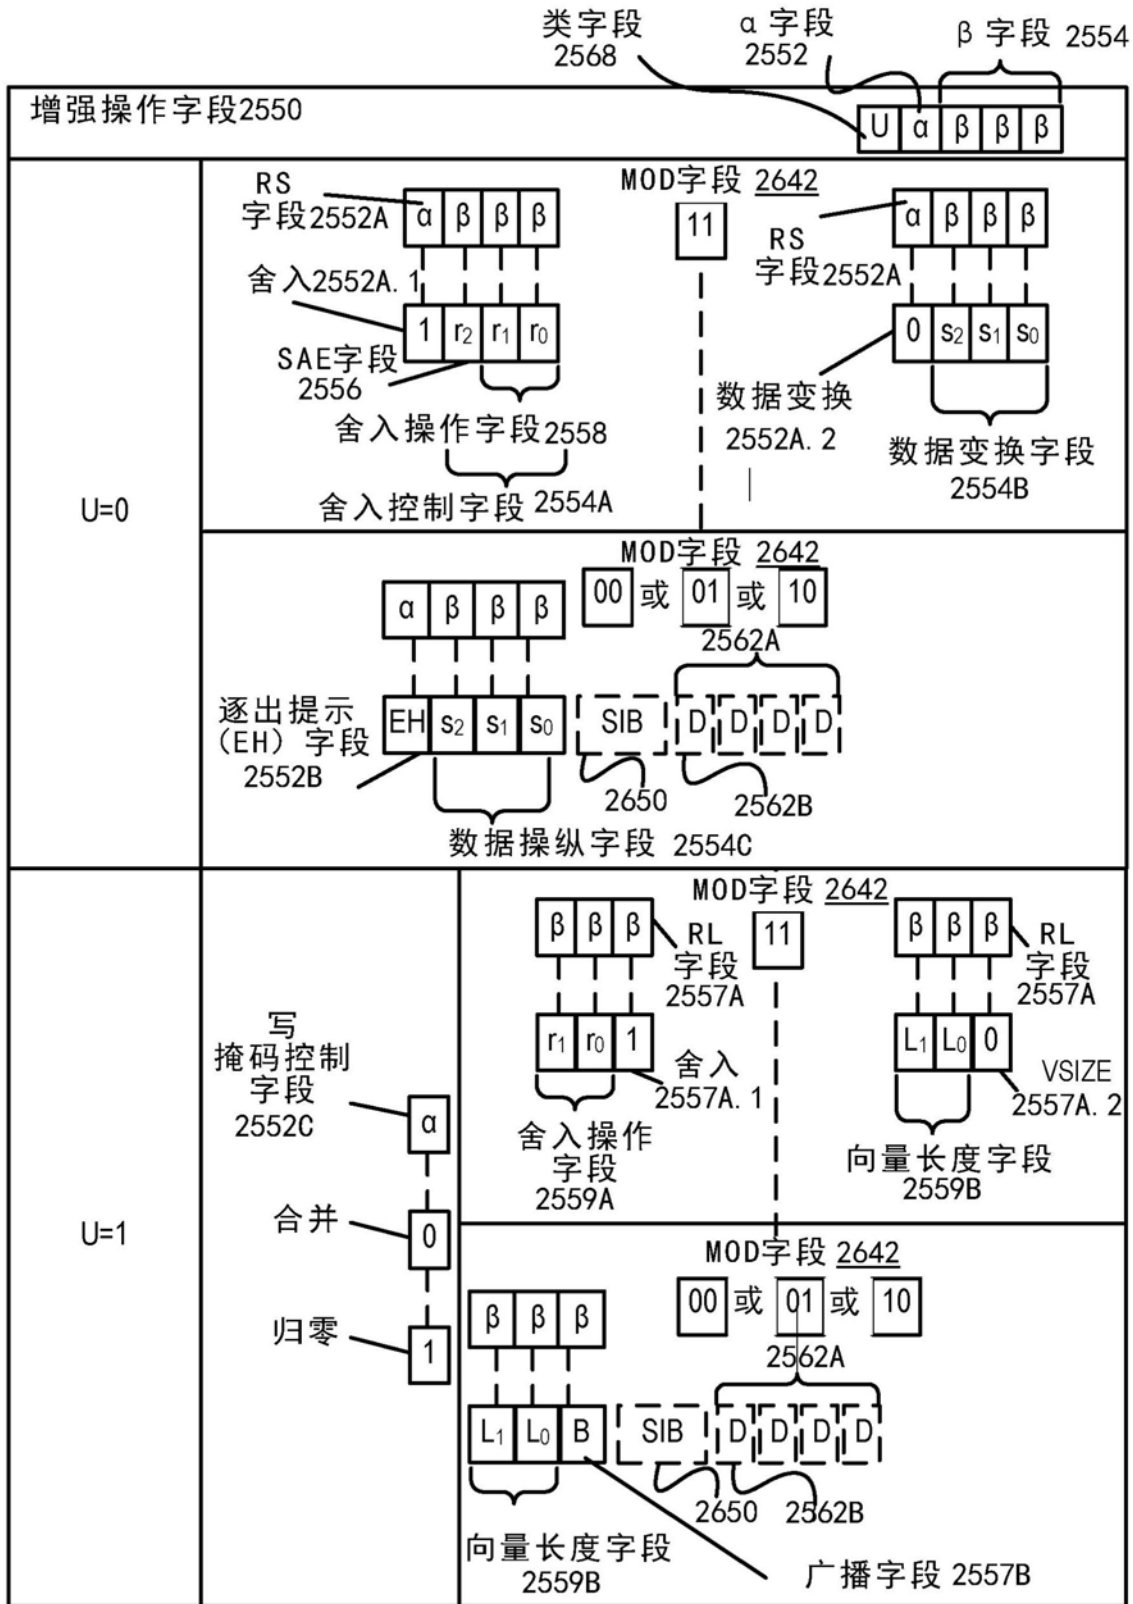 类字段
2568
α 字段
2552
β 字段 2554
增强操作字段2550
U α β β β
U=0
RS
字段2552A
α β β β
舍入2552A.1
1 r₂ r₁ r₀
SAE字段
2556
舍入操作字段2558
舍入控制字段 2554A
MOD字段 2642
11
RS
字段2552A
α β β β
0 s₂ s₁ s₀
数据变换
2552A.2
数据变换字段
2554B
MOD字段 2642
00 或 01 或 10
α β β β
2562A
逐出提示
(EH) 字段
2552B
EH s₂ s₁ s₀ SIB D D D D
2650
2562B
数据操纵字段 2554C
U=1
写
掩码控制
字段
2552C
α
合并
0
归零
1
MOD字段 2642
11
β β β
RL
字段
2557A
r₁ r₀ 1
舍入
2557A.1
舍入操作
字段
2559A
β β β
RL
字段
2557A
L₁ L₀ 0
VSIZE
2557A.2
向量长度字段
2559B
MOD字段 2642
00 或 01 或 10
β β β
2562A
L₁ L₀ B SIB D D D D
2650
2562B
向量长度字段
2559B
广播字段 2557B